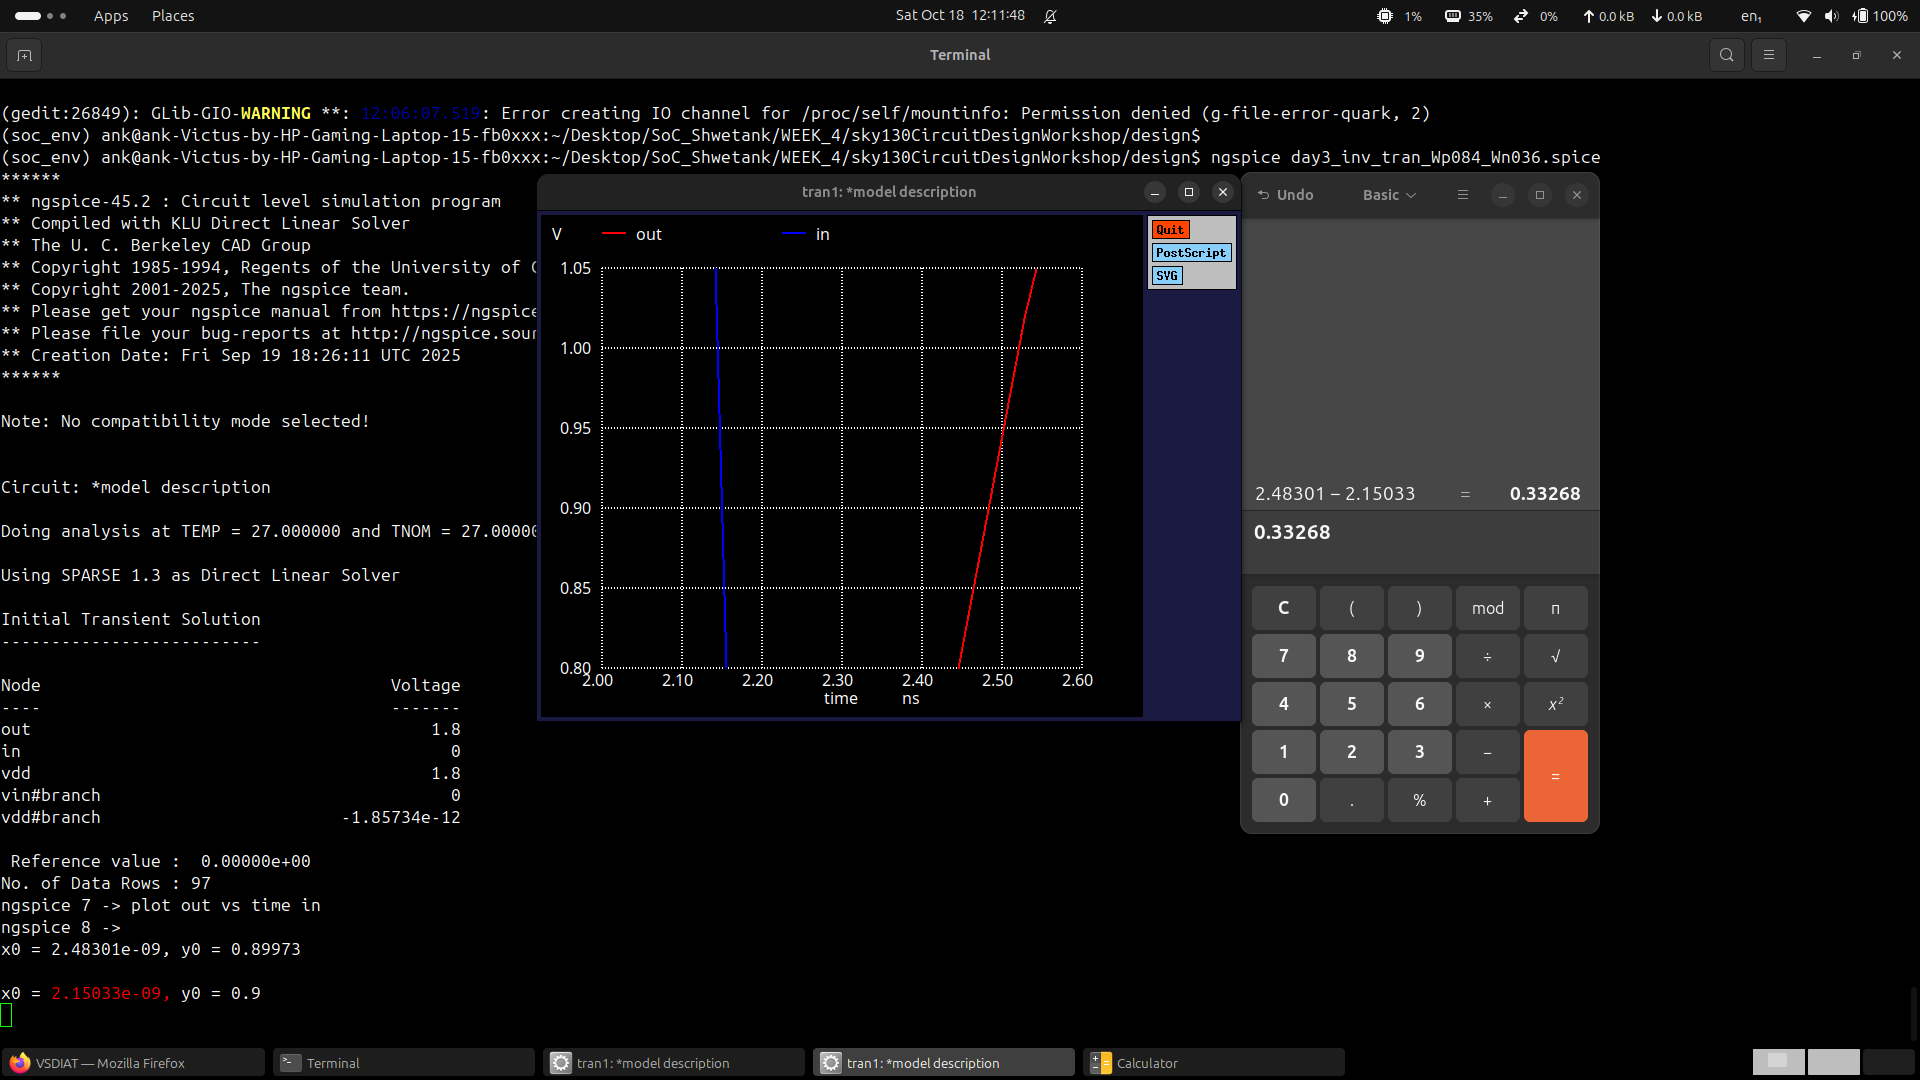 Apps Places Sat Oct 18 12:11:48 1% 35% 0% 0.0 kB 0.0 kB en₁ 100%
Terminal
(gedit:26849): GLib-GIO-WARNING **: 12:06:07.519: Error creating IO channel for /proc/self/mountinfo: Permission denied (g-file-error-quark, 2)
(soc_env) ank@ank-Victus-by-HP-Gaming-Laptop-15-fb0xxx:~/Desktop/SoC_Shwetank/WEEK_4/sky130CircuitDesignWorkshop/design$
(soc_env) ank@ank-Victus-by-HP-Gaming-Laptop-15-fb0xxx:~/Desktop/SoC_Shwetank/WEEK_4/sky130CircuitDesignWorkshop/design$ ngspice day3_inv_tran_Wp084_Wn036.spice
******
** ngspice-45.2 : Circuit level simulation program
** Compiled with KLU Direct Linear Solver
** The U. C. Berkeley CAD Group
** Copyright 1985-1994, Regents of the University of C
** Copyright 2001-2025, The ngspice team.
** Please get your ngspice manual from https://ngspice
** Please file your bug-reports at http://ngspice.sour
** Creation Date: Fri Sep 19 18:26:11 UTC 2025
******
Note: No compatibility mode selected!
Circuit: *model description
Doing analysis at TEMP = 27.000000 and TNOM = 27.00000
Using SPARSE 1.3 as Direct Linear Solver
Initial Transient Solution
--------------------------
Node Voltage
---- -------
out 1.8
in 0
vdd 1.8
vin#branch 0
vdd#branch -1.85734e-12
Reference value : 0.00000e+00
No. of Data Rows : 97
ngspice 7 -> plot out vs time in
ngspice 8 ->
x0 = 2.48301e-09, y0 = 0.89973
x0 = 2.15033e-09, y0 = 0.9
tran1: *model description
V out in
1.05
1.00
0.95
0.90
0.85
0.80
2.00 2.10 2.20 2.30 2.40 2.50 2.60
time ns
Quit
PostScript
SVG
Undo Basic
2.48301 − 2.15033 = 0.33268
0.33268
C ( ) mod π
7 8 9 ÷ √
4 5 6 × x²
1 2 3 −
=
0 . % +
VSDIAT — Mozilla Firefox Terminal tran1: *model description tran1: *model description Calculator